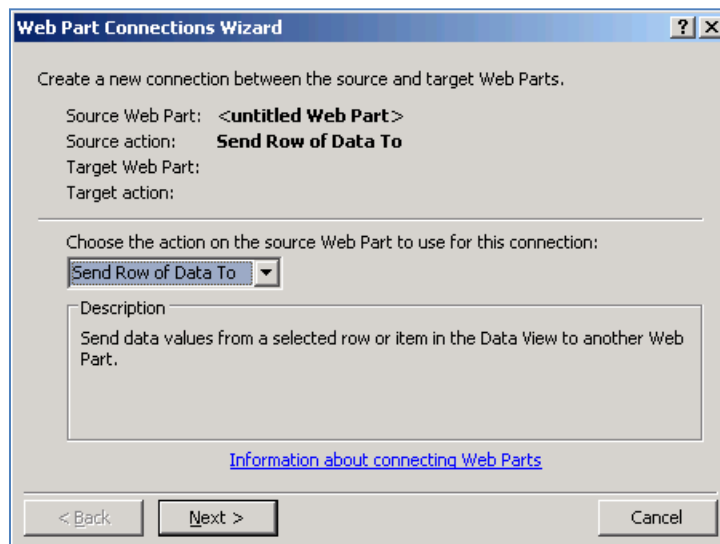 Web Part Connections Wizard
Create a new connection between the source and target Web Parts.
Source Web Part: <untitled Web Part>
Source action: Send Row of Data To
Target Web Part:
Target action:
Choose the action on the source Web Part to use for this connection:
Send Row of Data To
Description
Send data values from a selected row or item in the Data View to another Web
Part.
Information about connecting Web Parts
< Back Next > Cancel